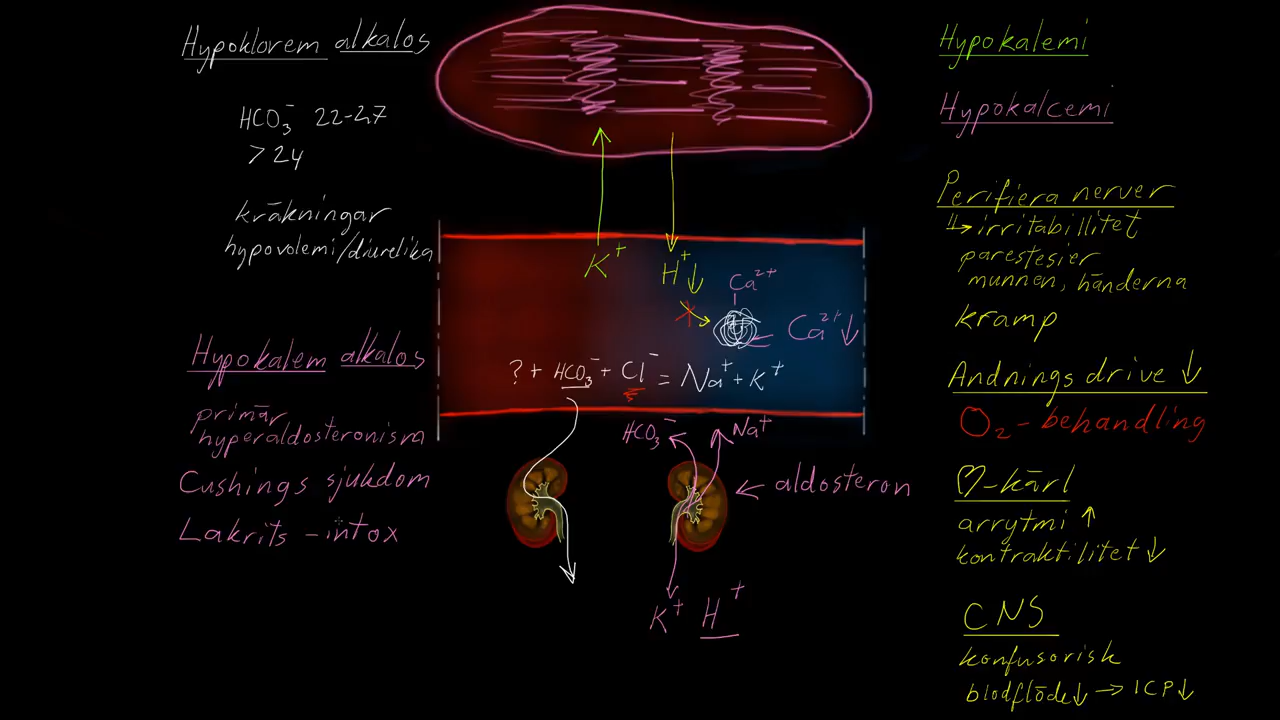 Hypoklorem alkalos
HCO3⁻ 22-27
> 24
kräkningar
hypovolemi/diuretika
Hypokalem alkalos
primär
hyperaldosteronism
Cushings sjukdom
Lakrits - intox
K⁺
H⁺↓
Ca²⁺
Ca²⁺↓
? + HCO3⁻ + Cl⁻ = Na⁺ + K⁺
HCO3⁻
Na⁺
← aldosteron
K⁺ H⁺
Hypokalemi
Hypokalcemi
Perifiera nerver
↳ irritabillitet
parestesier
munnen, händerna
kramp
Andnings drive ↓
O2 - behandling
♡-kärl
arrytmi ↑
kontraktilitet ↓
CNS
konfusorisk
blodflöde↓ → ICP↓